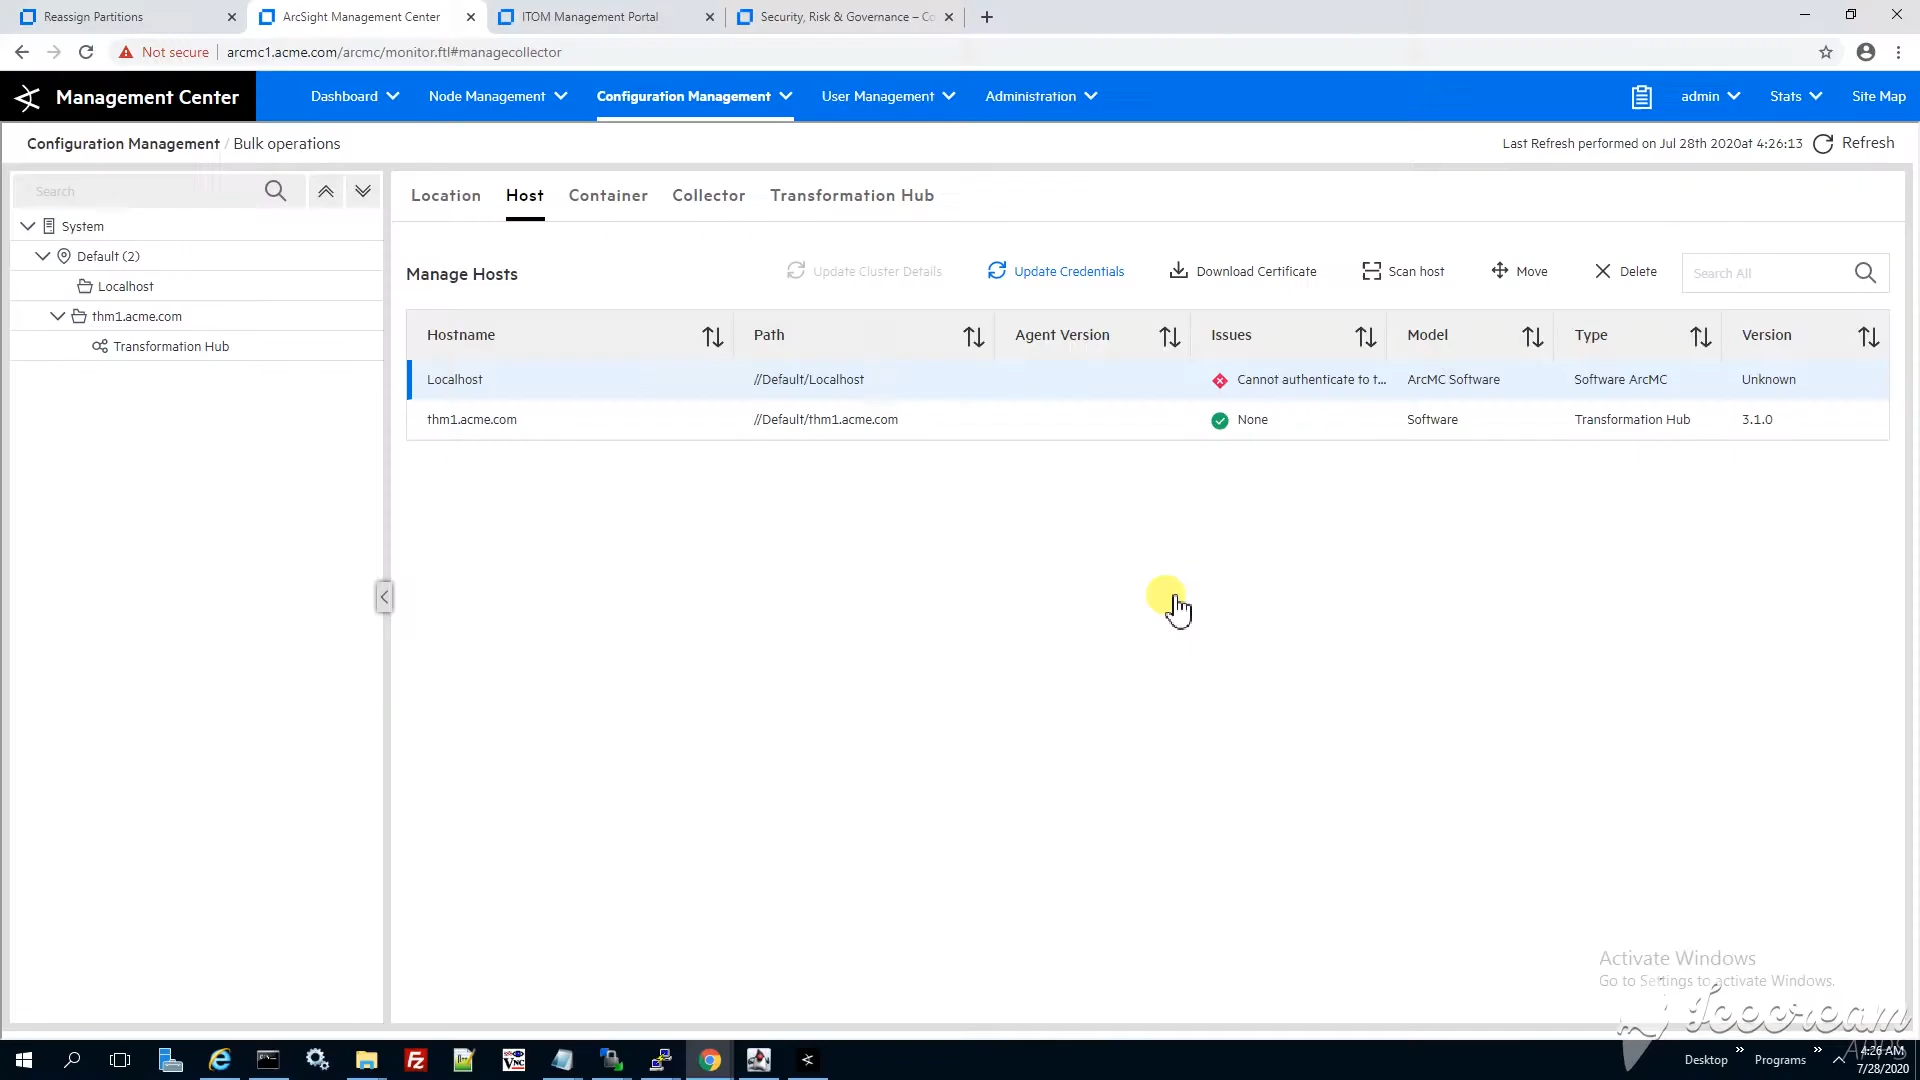 Reassign Partitions
ArcSight Management Center
ITOM Management Portal
Security, Risk & Governance – Co
Not secure
arcmc1.acme.com/arcmc/monitor.ftl#managecollector
Management Center
Dashboard
Node Management
Configuration Management
User Management
Administration
admin
Stats
Site Map
Configuration Management / Bulk operations
Last Refresh performed on Jul 28th 2020at 4:26:13
Refresh
Search
System
Default (2)
Localhost
thm1.acme.com
Transformation Hub
Location
Host
Container
Collector
Transformation Hub
Manage Hosts
Update Cluster Details
Update Credentials
Download Certificate
Scan host
Move
Delete
Search All
Hostname Path Agent Version Issues Model Type Version
Localhost //Default/Localhost Cannot authenticate to t... ArcMC Software Software ArcMC Unknown
thm1.acme.com //Default/thm1.acme.com None Software Transformation Hub 3.1.0
Activate Windows
Go to Settings to activate Windows.
Icecream
APPS
Desktop
Programs
4:26 AM
7/28/2020